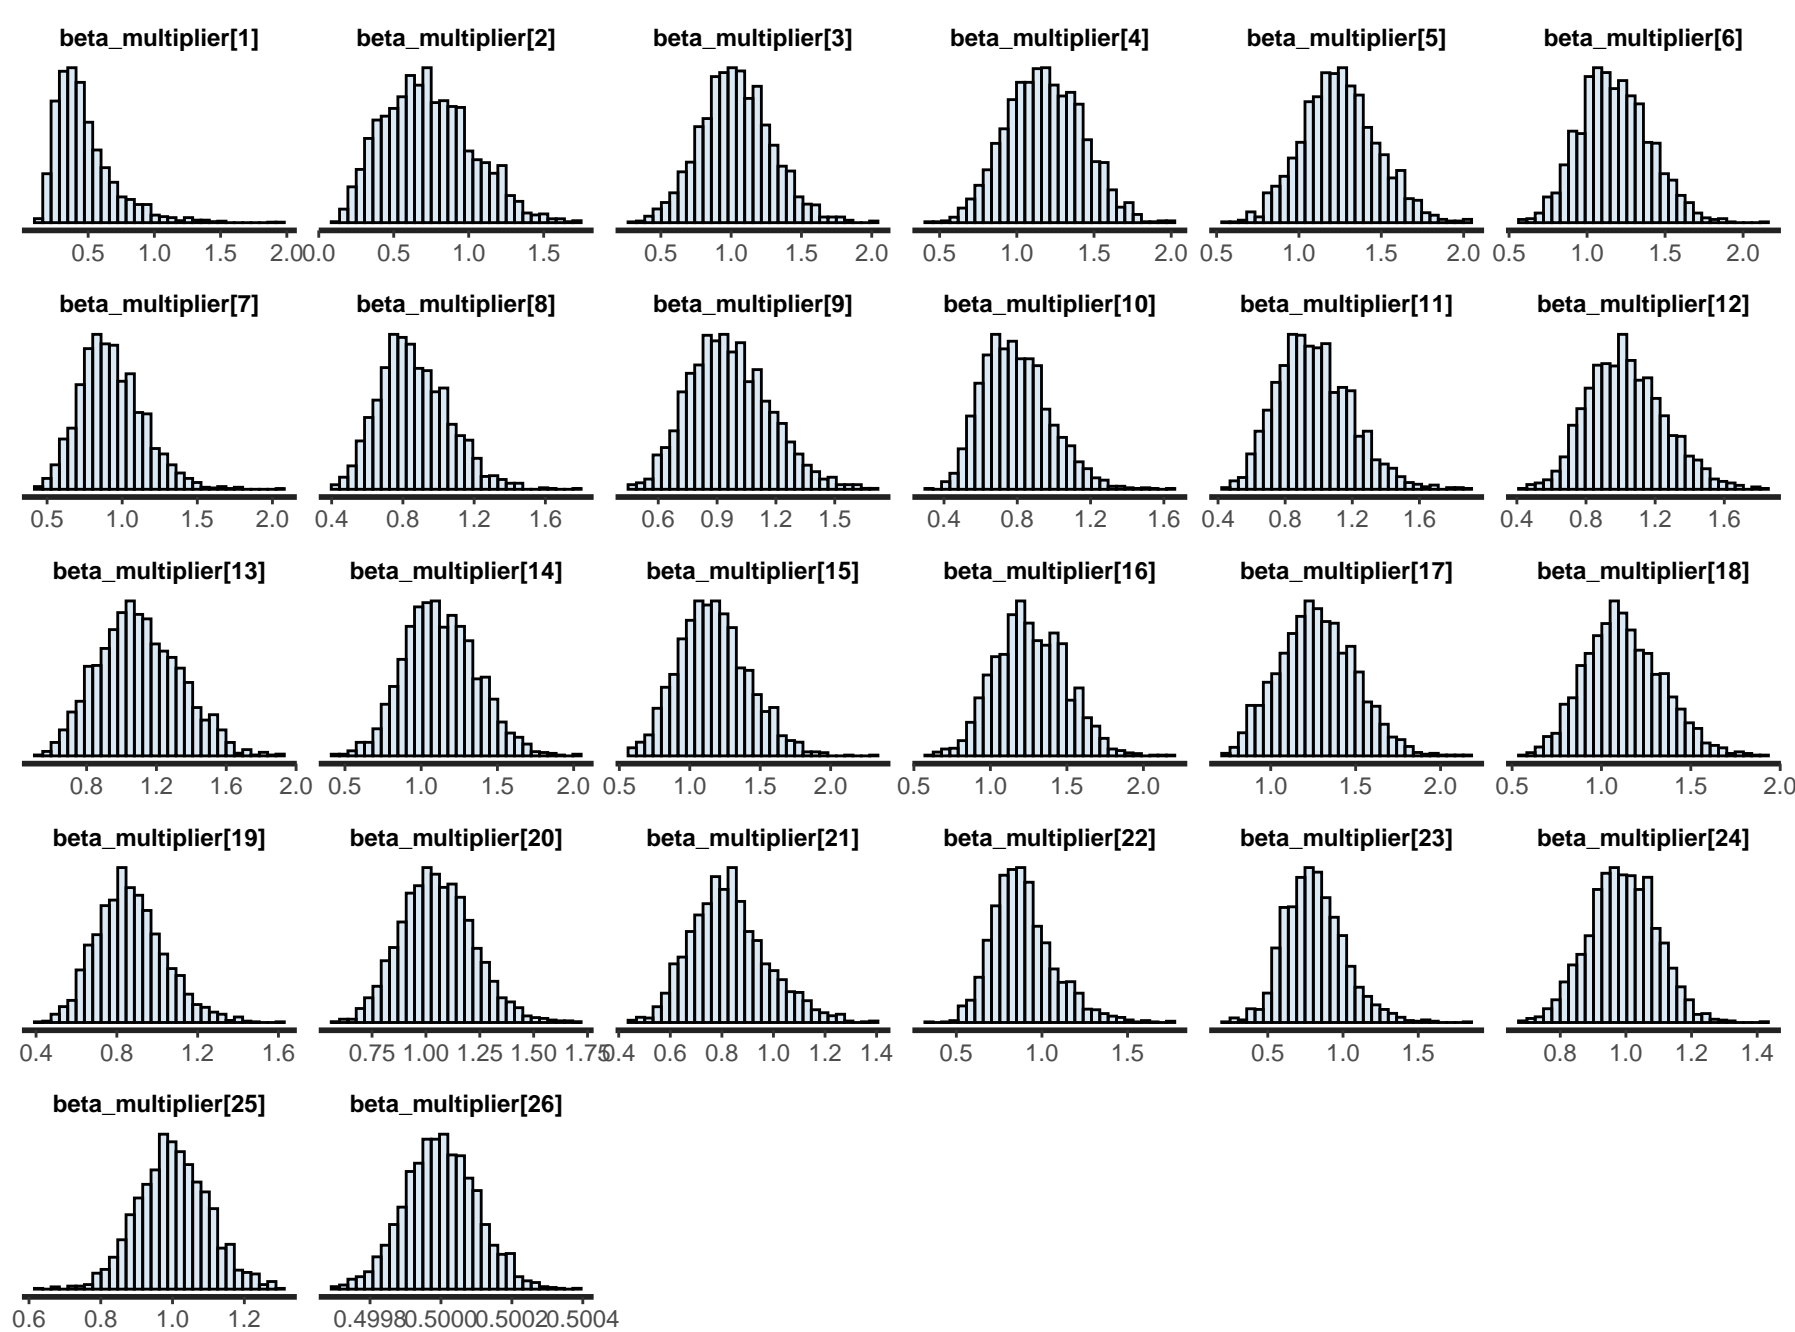 beta_multiplier[1] beta_multiplier[2] beta_multiplier[3] beta_multiplier[4] beta_multiplier[5] beta_multiplier[6]
0.5 1.0 1.5 2.0 0.0 0.5 1.0 1.5 0.5 1.0 1.5 2.0 0.5 1.0 1.5 2.0 0.5 1.0 1.5 2.0 0.5 1.0 1.5 2.0
beta_multiplier[7] beta_multiplier[8] beta_multiplier[9] beta_multiplier[10] beta_multiplier[11] beta_multiplier[12]
0.5 1.0 1.5 2.0 0.4 0.8 1.2 1.6 0.6 0.9 1.2 1.5 0.4 0.8 1.2 1.6 0.4 0.8 1.2 1.6 0.4 0.8 1.2 1.6
beta_multiplier[13] beta_multiplier[14] beta_multiplier[15] beta_multiplier[16] beta_multiplier[17] beta_multiplier[18]
0.8 1.2 1.6 2.0 0.5 1.0 1.5 2.0 0.5 1.0 1.5 2.0 0.5 1.0 1.5 2.0 1.0 1.5 2.0 0.5 1.0 1.5 2.0
beta_multiplier[19] beta_multiplier[20] beta_multiplier[21] beta_multiplier[22] beta_multiplier[23] beta_multiplier[24]
0.4 0.8 1.2 1.6 0.75 1.00 1.25 1.50 1.75 0.4 0.6 0.8 1.0 1.2 1.4 0.5 1.0 1.5 0.5 1.0 1.5 0.8 1.0 1.2 1.4
beta_multiplier[25] beta_multiplier[26]
0.6 0.8 1.0 1.2 0.4998 0.5000 0.5002 0.5004